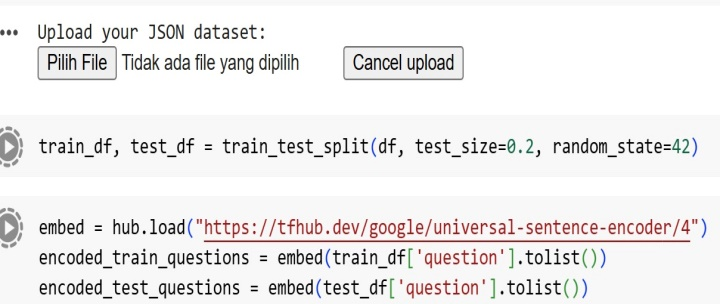 Upload your JSON dataset:
Pilih File Tidak ada file yang dipilih Cancel upload
train_df, test_df = train_test_split(df, test_size=0.2, random_state=42)
embed = hub.load("https://tfhub.dev/google/universal-sentence-encoder/4")
encoded_train_questions = embed(train_df['question'].tolist())
encoded_test_questions = embed(test_df['question'].tolist())